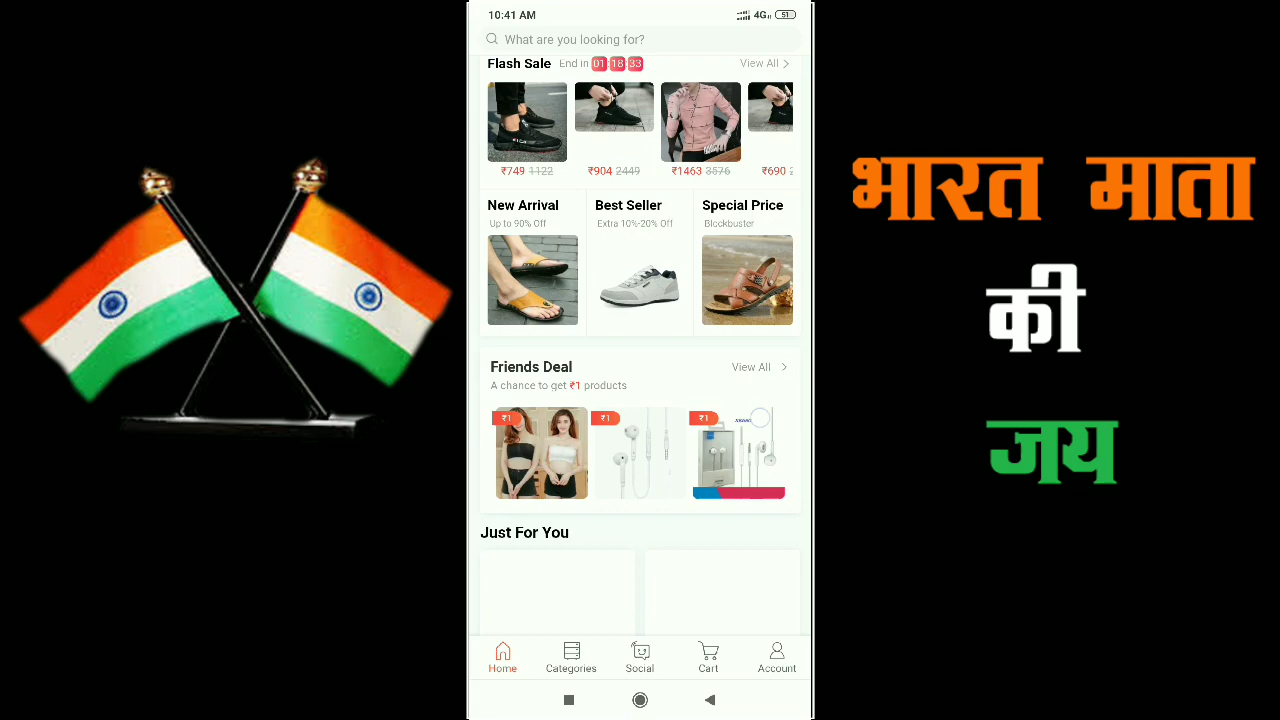 10:41 AM
4G
51
What are you looking for?
Flash Sale End in 01 18 33 View All
₹749 1122 ₹904 2449 ₹1463 3576 ₹690
New Arrival Best Seller Special Price
Up to 90% Off Extra 10%-20% Off Blockbuster
Friends Deal View All
A chance to get ₹1 products
₹1 ₹1 ₹1
Just For You
Home Categories Social Cart Account
भारत माता
की
जय